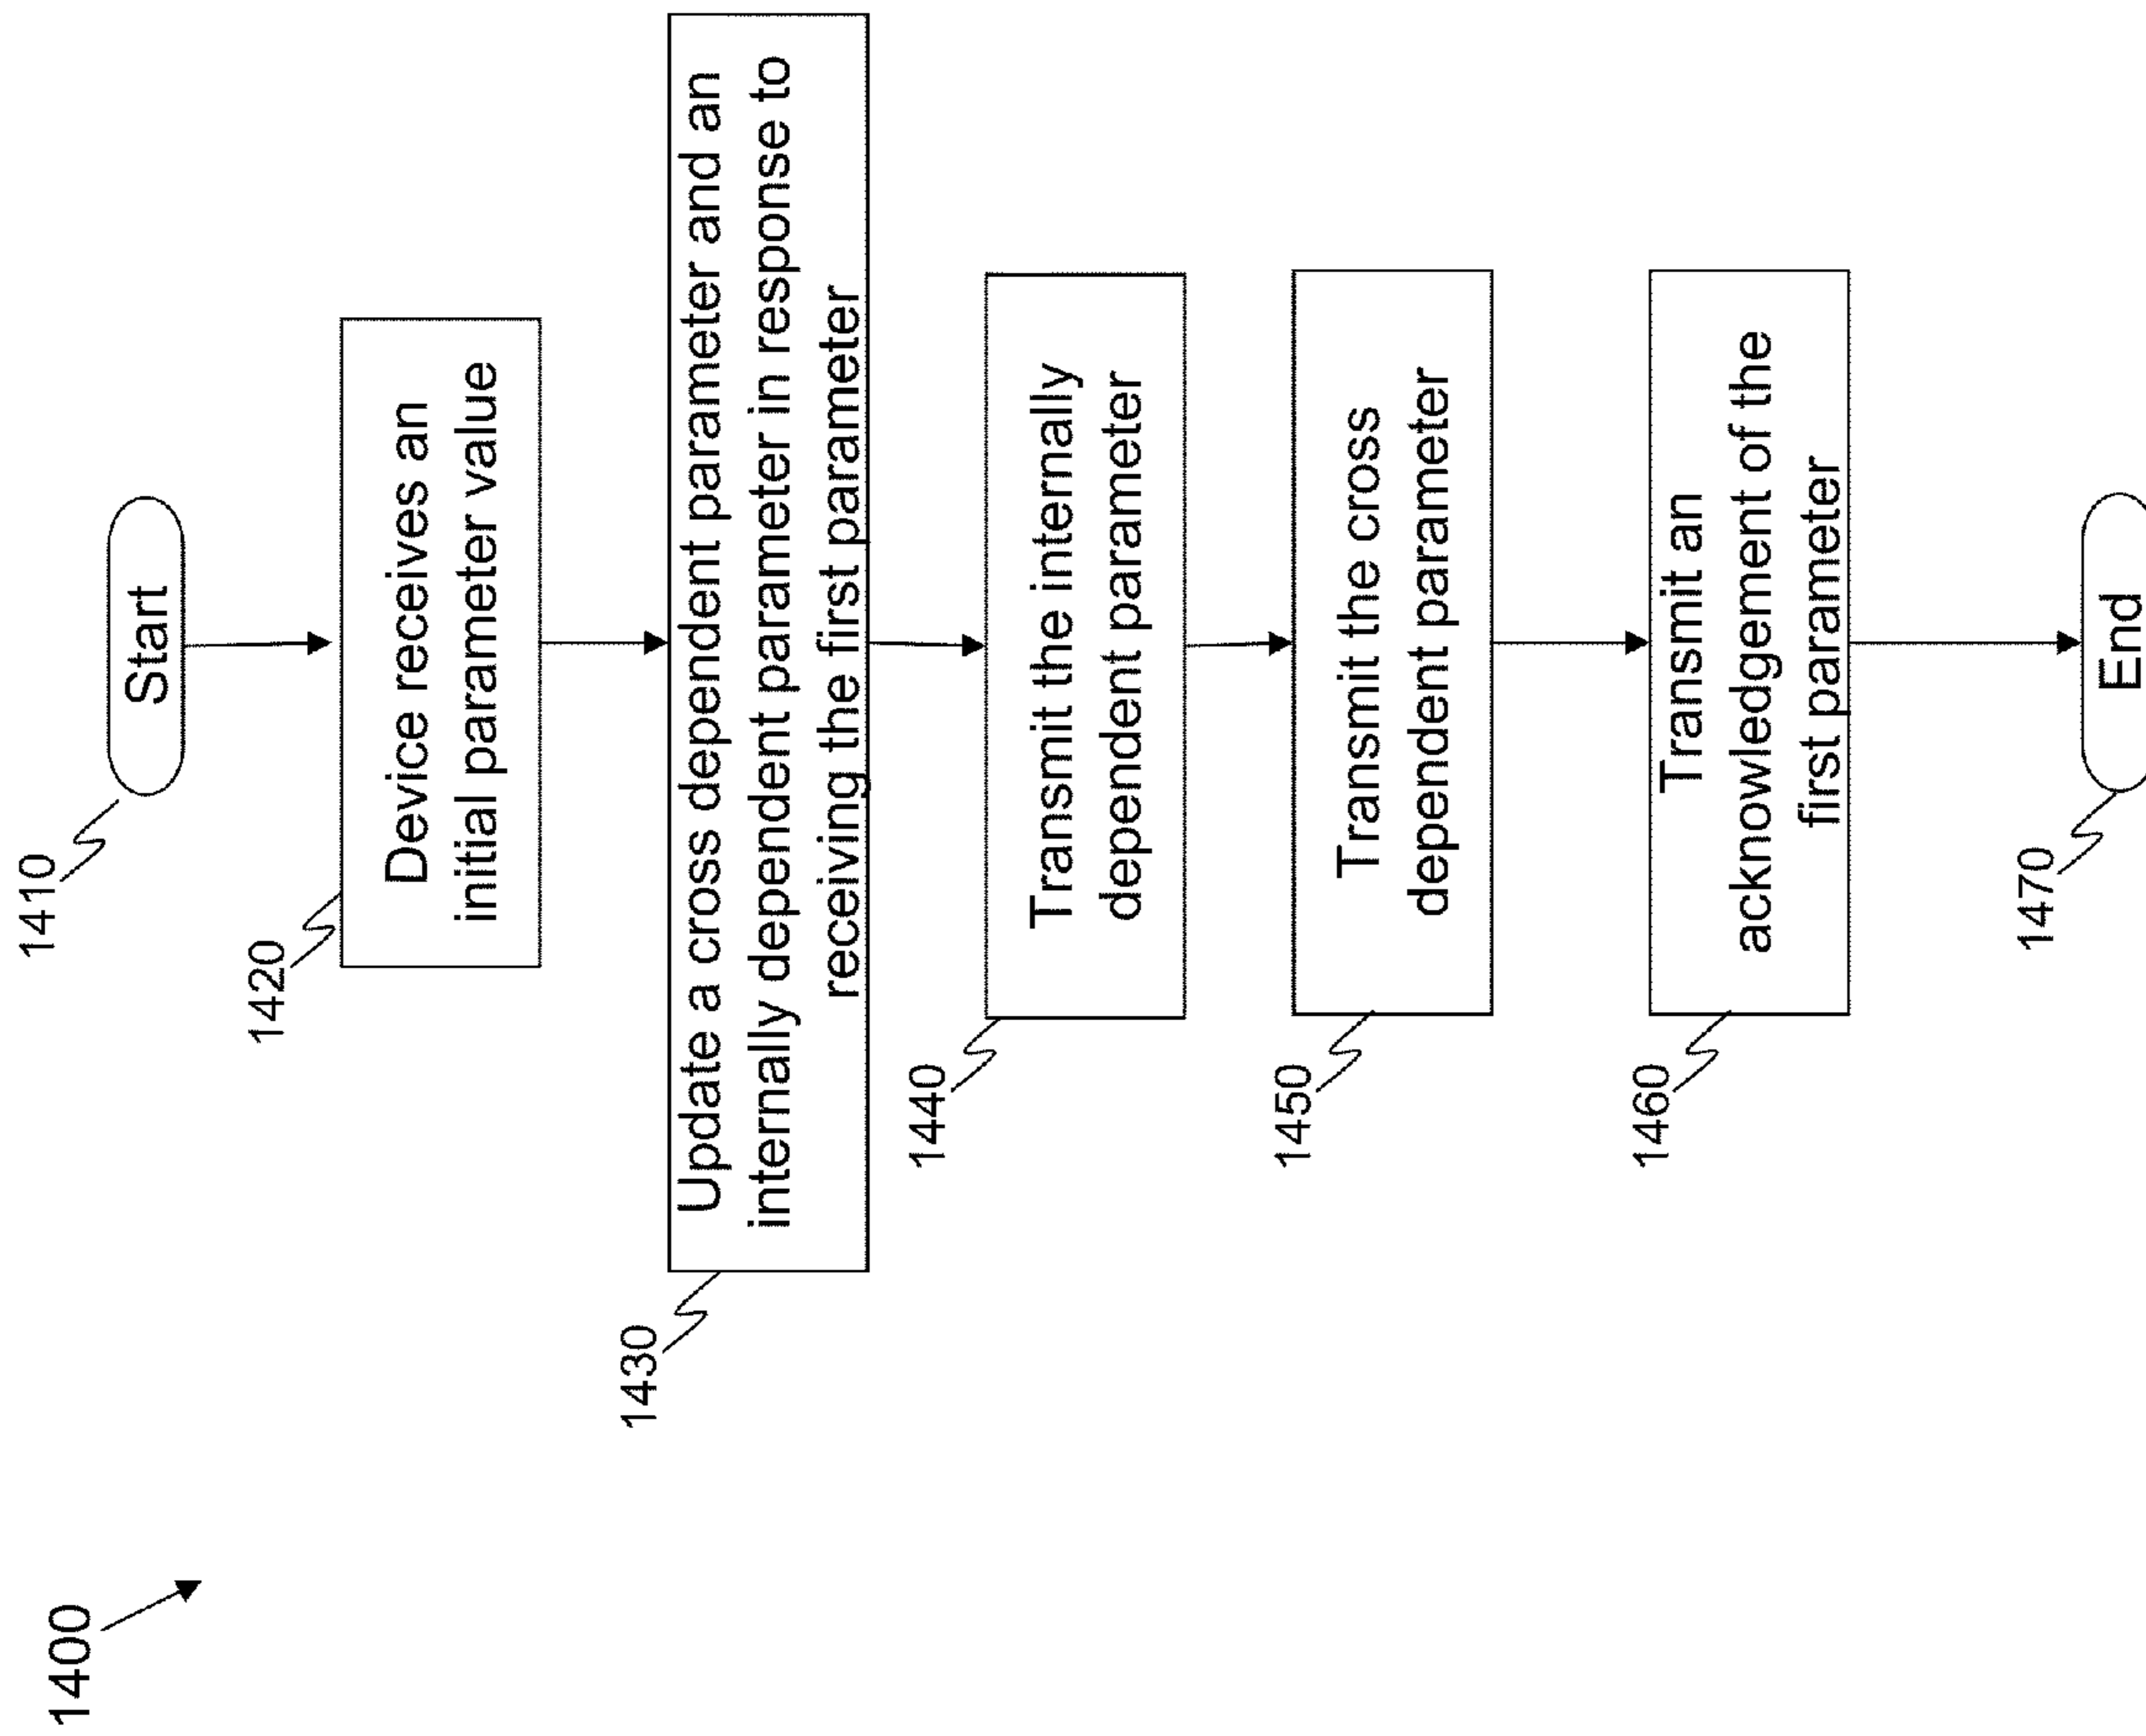 1400
1410
Start
1420
Device receives an
initial parameter value
1430
Update a cross dependent parameter and an
internally dependent parameter in response to
receiving the first parameter
1440
Transmit the internally
dependent parameter
1450
Transmit the cross
dependent parameter
1460
Transmit an
acknowledgement of the
first parameter
1470
End